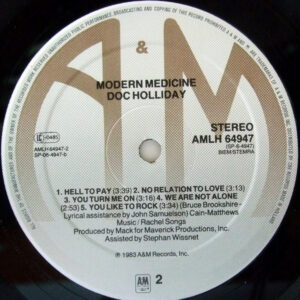 &
A M
MODERN MEDICINE
DOC HOLLIDAY
STEREO
AMLH 64947
(SP-6-4947)
BIEM/STEMRA
LC 0485
AMLH-64947-2
SP-06-4947-b
1. HELL TO PAY (3:39) 2. NO RELATION TO LOVE (3:13)
3. YOU TURN ME ON (3:16) 4. WE ARE NOT ALONE
(2:53) 5. YOU LIKE TO ROCK (3:34) (Bruce Brookshire-
Lyrical assistance by John Samuelson) Cain-Matthews
Music / Rachel Songs
Produced by Mack for Maverick Productions, Inc.
Assisted by Stephan Wissnet
℗ 1983 A&M Records, Inc.
A&M
2